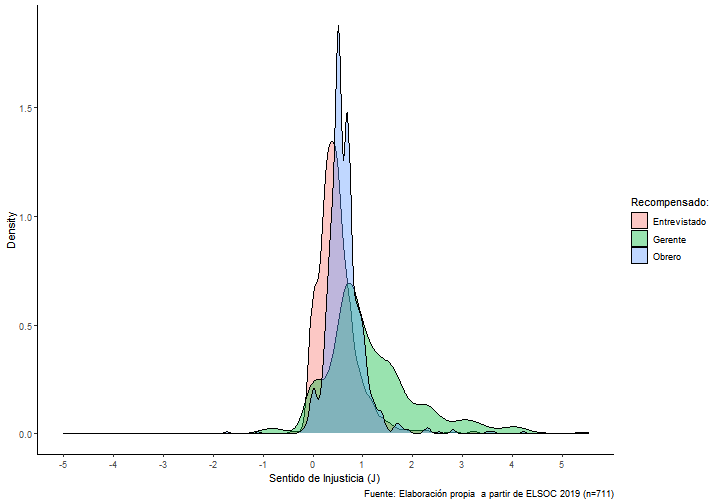 1.5
1.0
0.5
0.0
Density
-5 -4 -3 -2 -1 0 1 2 3 4 5
Sentido de Injusticia (J)
Recompensado:
Entrevistado
Gerente
Obrero
Fuente: Elaboración propia  a partir de ELSOC 2019 (n=711)